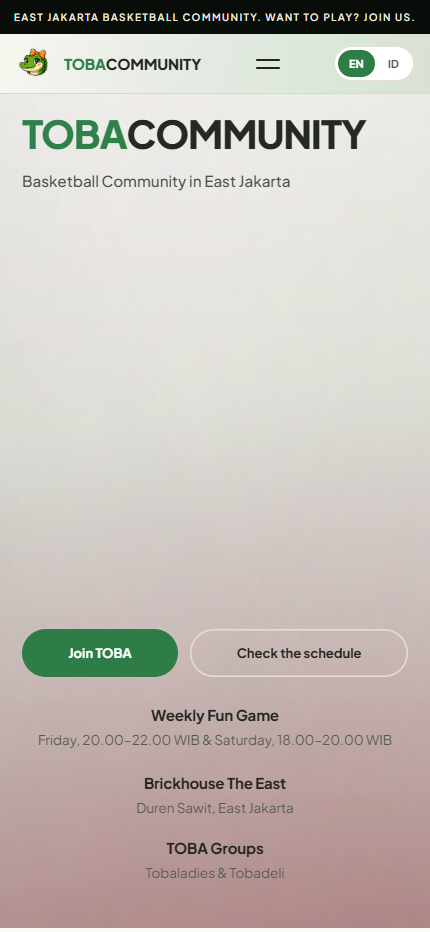 EAST JAKARTA BASKETBALL COMMUNITY. WANT TO PLAY? JOIN US.
TOBACOMMUNITY
EN ID
TOBACOMMUNITY
Basketball Community in East Jakarta
Join TOBA
Check the schedule
Weekly Fun Game
Friday, 20.00–22.00 WIB & Saturday, 18.00–20.00 WIB
Brickhouse The East
Duren Sawit, East Jakarta
TOBA Groups
Tobaladies & Tobadeli